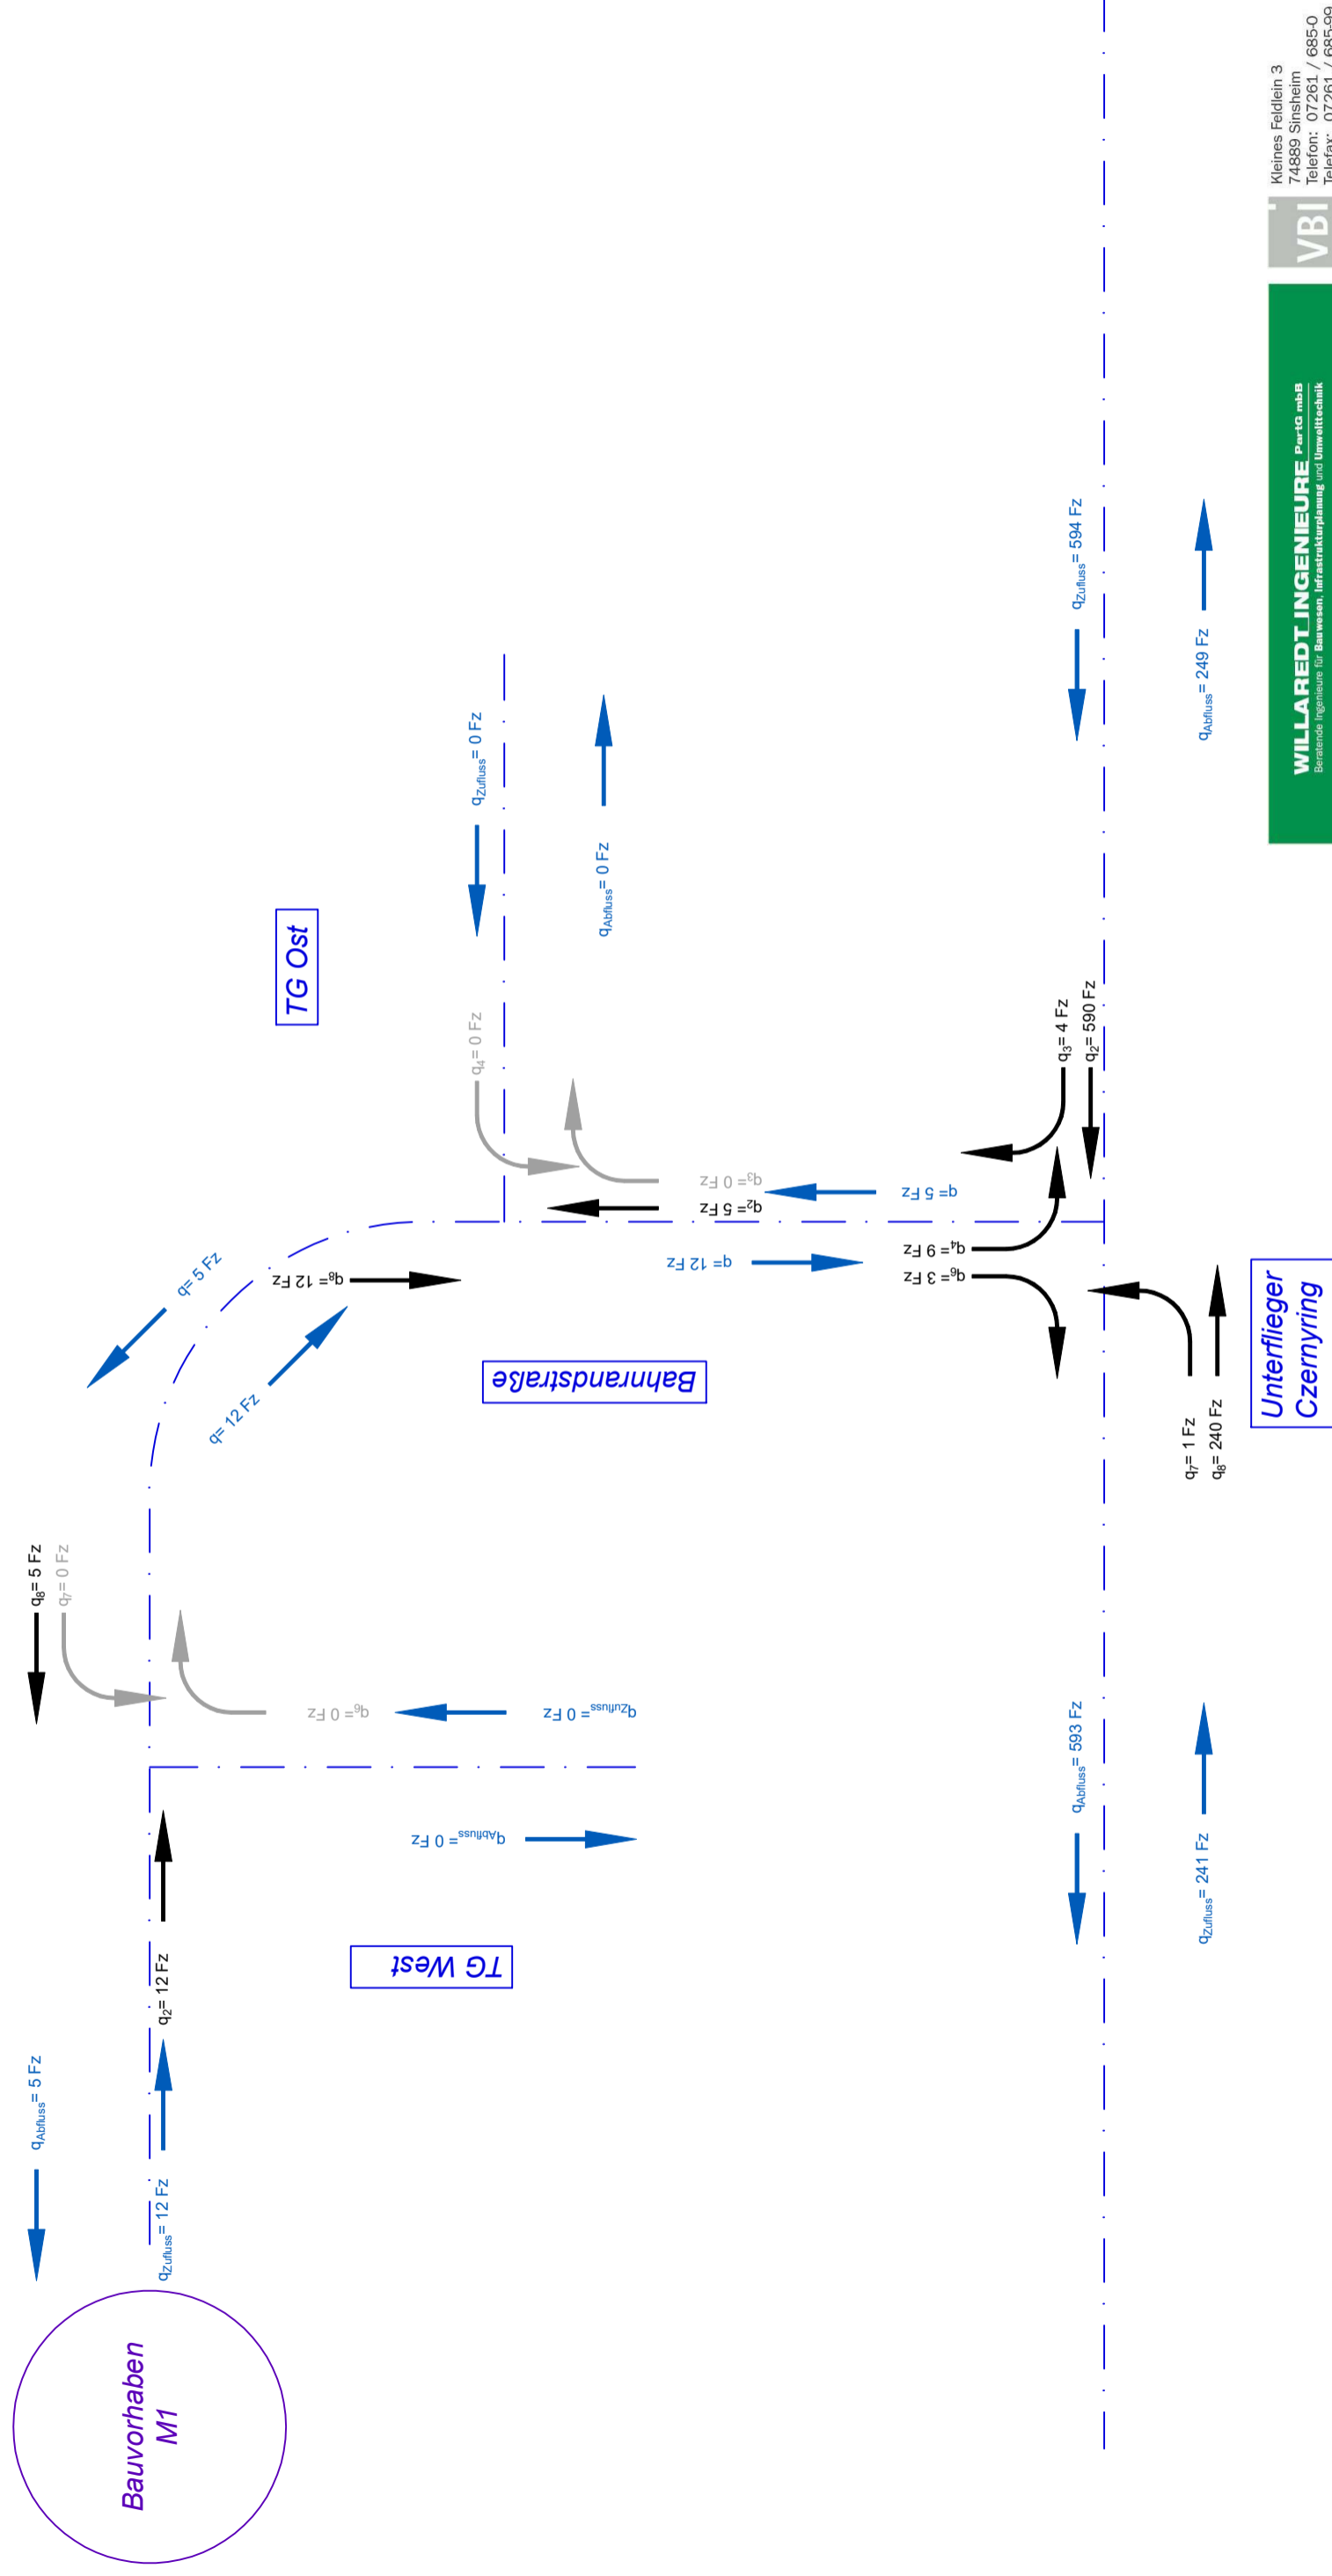 Bauvorhaben
M1
qAbfluss= 5 Fz
qZufluss= 12 Fz
q2= 12 Fz
TG West
qAbfluss= 0 Fz
qZufluss= 0 Fz
q6= 0 Fz
q8= 5 Fz
q7= 0 Fz
q= 5 Fz
q= 12 Fz
q8= 12 Fz
Bahnrandstraße
TG Ost
q4= 0 Fz
qZufluss= 0 Fz
qAbfluss= 0 Fz
q3= 0 Fz
q2= 5 Fz
q= 5 Fz
q= 12 Fz
q4= 9 Fz
q6= 3 Fz
q3= 4 Fz
q2= 590 Fz
qZufluss= 594 Fz
qAbfluss= 249 Fz
qAbfluss= 593 Fz
qZufluss= 241 Fz
q7= 1 Fz
q8= 240 Fz
Unterflieger
Czernyring
WILLAREDT INGENIEURE PartG mbB
Beratende Ingenieure für Bauwesen, Infrastrukturplanung und Umwelttechnik
VBI
Kleines Feldlein 3
74889 Sinsheim
Telefon: 07261 / 685-0
Telefax: 07261 / 685-99